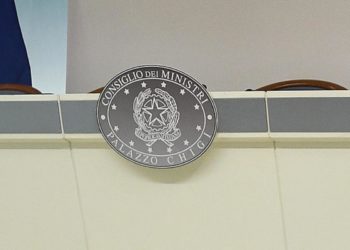 CONSIGLIO DEI MINISTRI
PALAZZO CHIGI